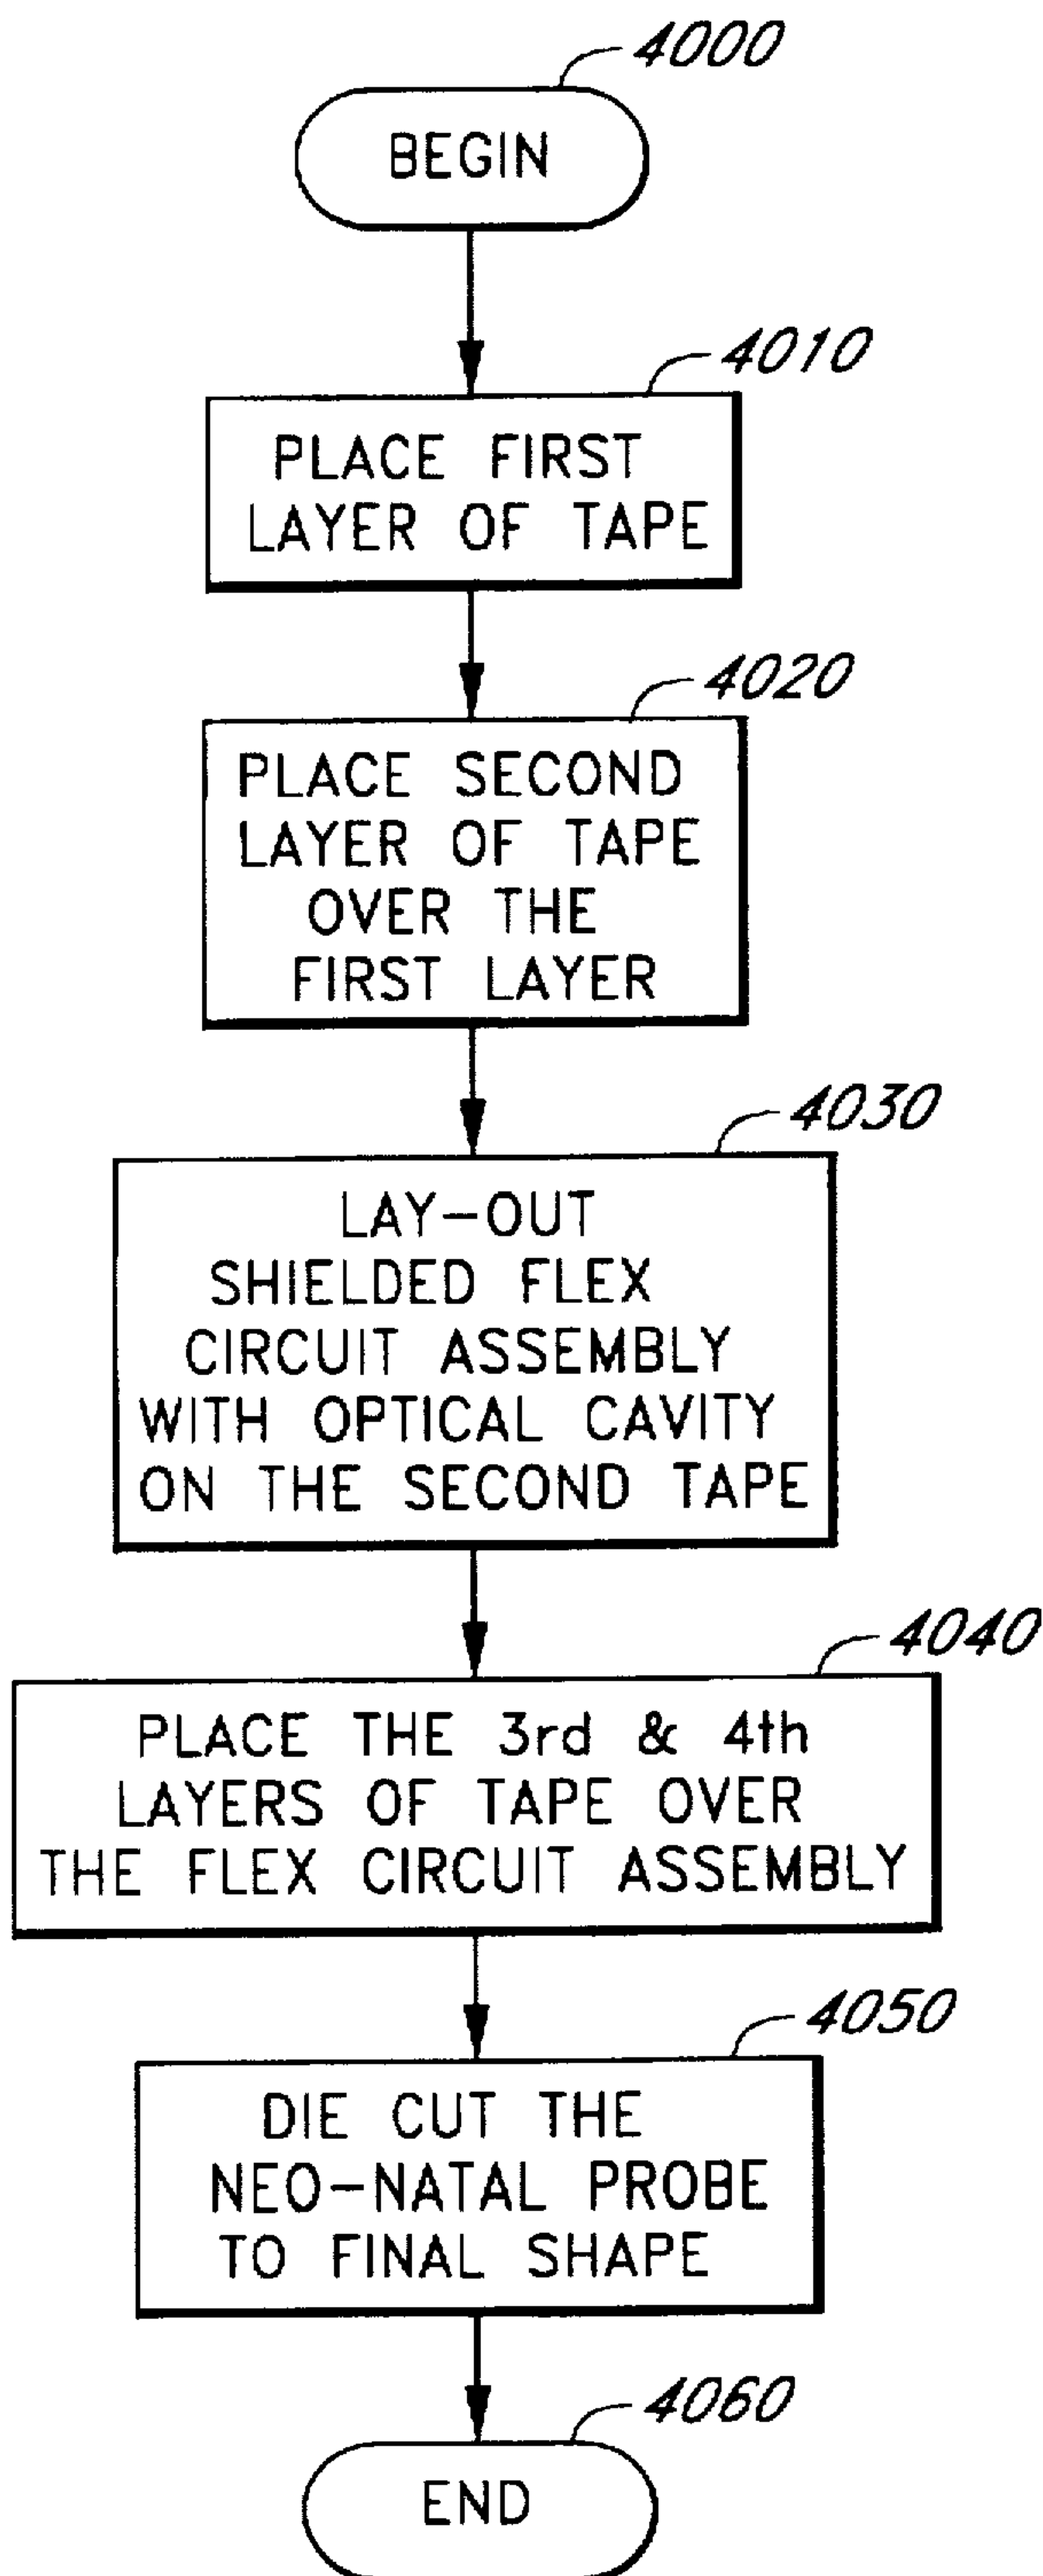 4000
BEGIN
4010
PLACE FIRST
LAYER OF TAPE
4020
PLACE SECOND
LAYER OF TAPE
OVER THE
FIRST LAYER
4030
LAY-OUT
SHIELDED FLEX
CIRCUIT ASSEMBLY
WITH OPTICAL CAVITY
ON THE SECOND TAPE
4040
PLACE THE 3rd & 4th
LAYERS OF TAPE OVER
THE FLEX CIRCUIT ASSEMBLY
4050
DIE CUT THE
NEO-NATAL PROBE
TO FINAL SHAPE
4060
END